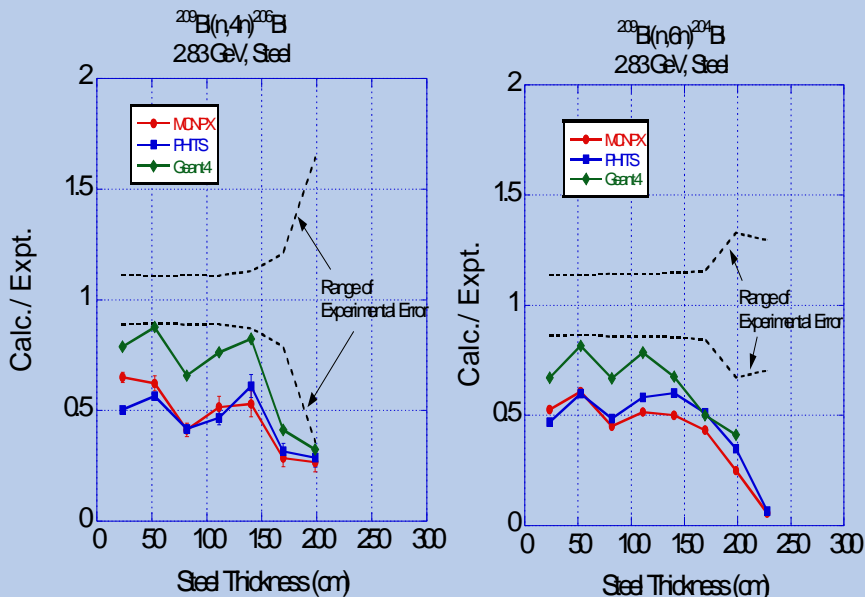 ²⁰⁹Bi(n,4n)²⁰⁶Bi
2.83 GeV, Steel
2
1.5
1
0.5
0
Calc./ Expt.
MCNPX
PHITS
Geant4
Range of
Experimental Error
0 50 100 150 200 250 300
Steel Thickness (cm)
²⁰⁹Bi(n,6n)²⁰⁴Bi
2.83 GeV, Steel
2
1.5
1
0.5
0
Calc./ Expt.
MCNPX
PHITS
Geant4
Range of
Experimental Error
0 50 100 150 200 250 300
Steel Thickness (cm)